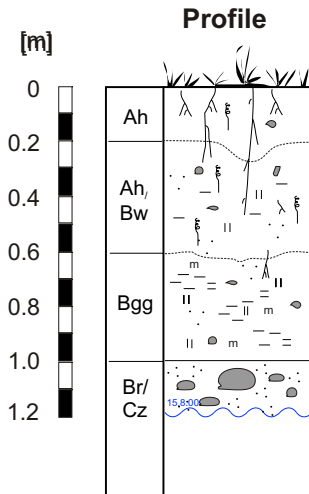 Profile
[m]
0
Ah
0.2
0.4
Ah/
Bw
0.6
m
m
Bgg
0.8
m
m
1.0
Br/
Cz
15.8.00
1.2